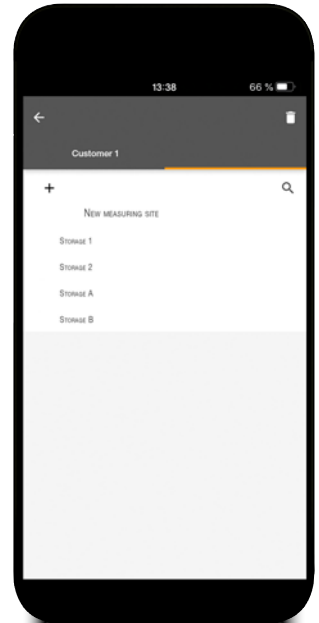 13:38 66 %
Customer 1
New measuring site
Storage 1
Storage 2
Storage A
Storage B